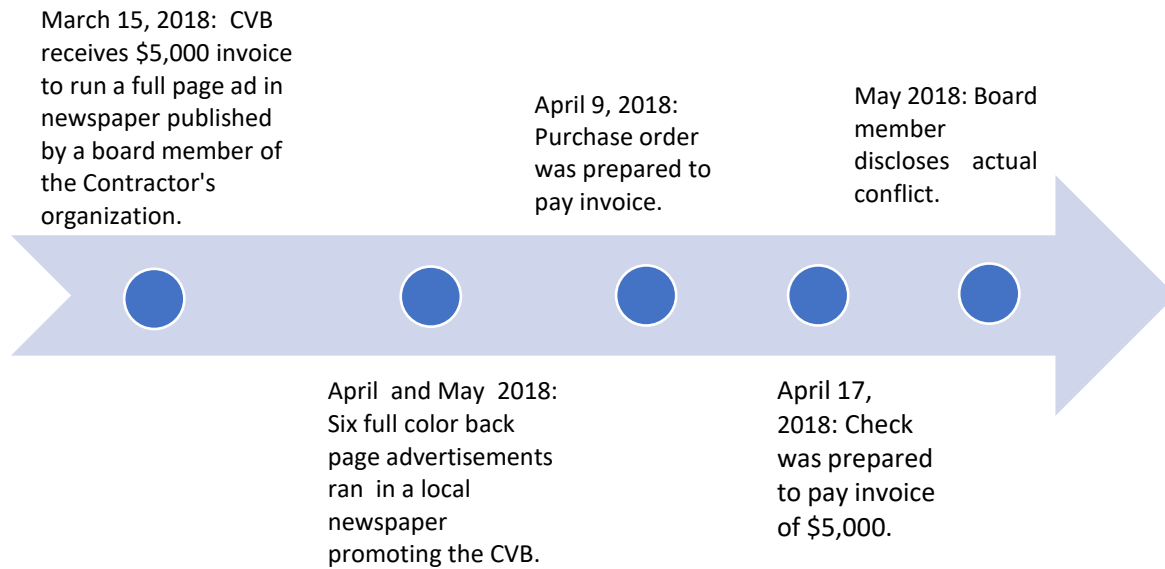 March 15, 2018: CVB
receives $5,000 invoice
to run a full page ad in
newspaper published
by a board member of
the Contractor's
organization.
April and May 2018:
Six full color back
page advertisements
ran in a local
newspaper
promoting the CVB.
April 9, 2018:
Purchase order
was prepared to
pay invoice.
April 17,
2018: Check
was prepared
to pay invoice
of $5,000.
May 2018: Board
member
discloses actual
conflict.